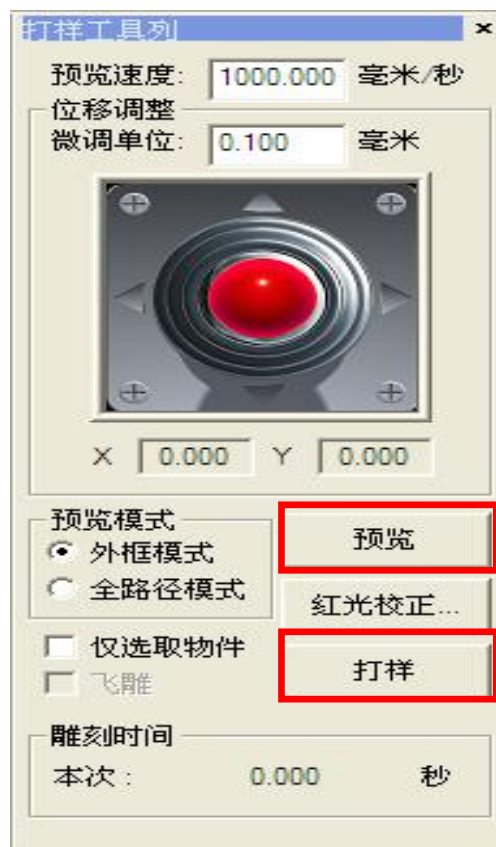 打样工具列 ×
预览速度: 1000.000 毫米/秒
位移调整
微调单位: 0.100 毫米
X 0.000 Y 0.000
预览模式
外框模式
全路径模式
预览
红光校正...
仅选取物件
飞雕
打样
雕刻时间
本次 : 0.000 秒